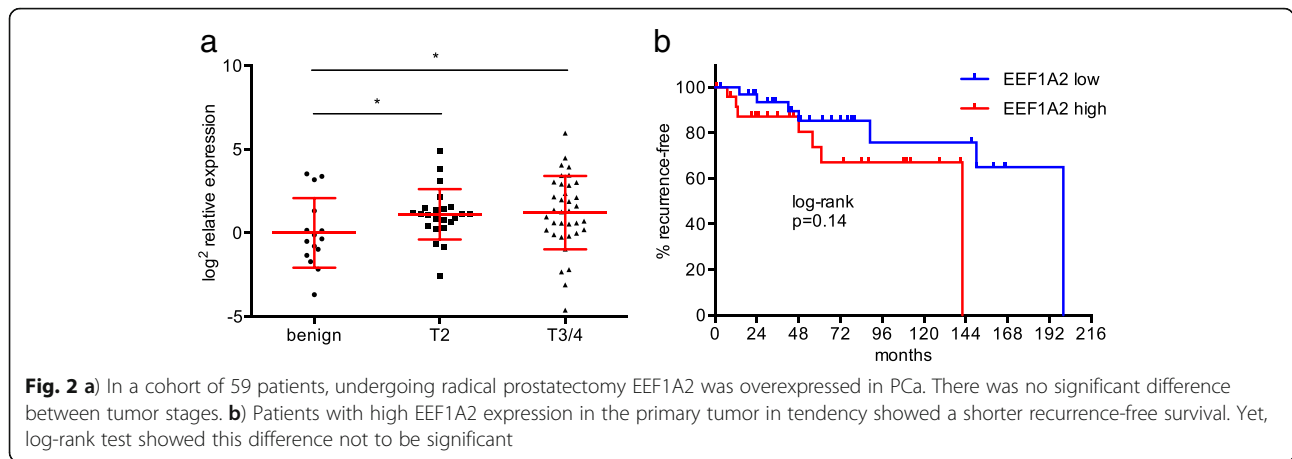 a
b
*
*
10
5
0
-5
log² relative expression
benign
T2
T3/4
EEF1A2 low
EEF1A2 high
100
80
60
40
20
0
% recurrence-free
log-rank
p=0.14
0 24 48 72 96 120 144 168 192 216
months
Fig. 2 a) In a cohort of 59 patients, undergoing radical prostatectomy EEF1A2 was overexpressed in PCa. There was no significant difference
between tumor stages. b) Patients with high EEF1A2 expression in the primary tumor in tendency showed a shorter recurrence-free survival. Yet,
log-rank test showed this difference not to be significant